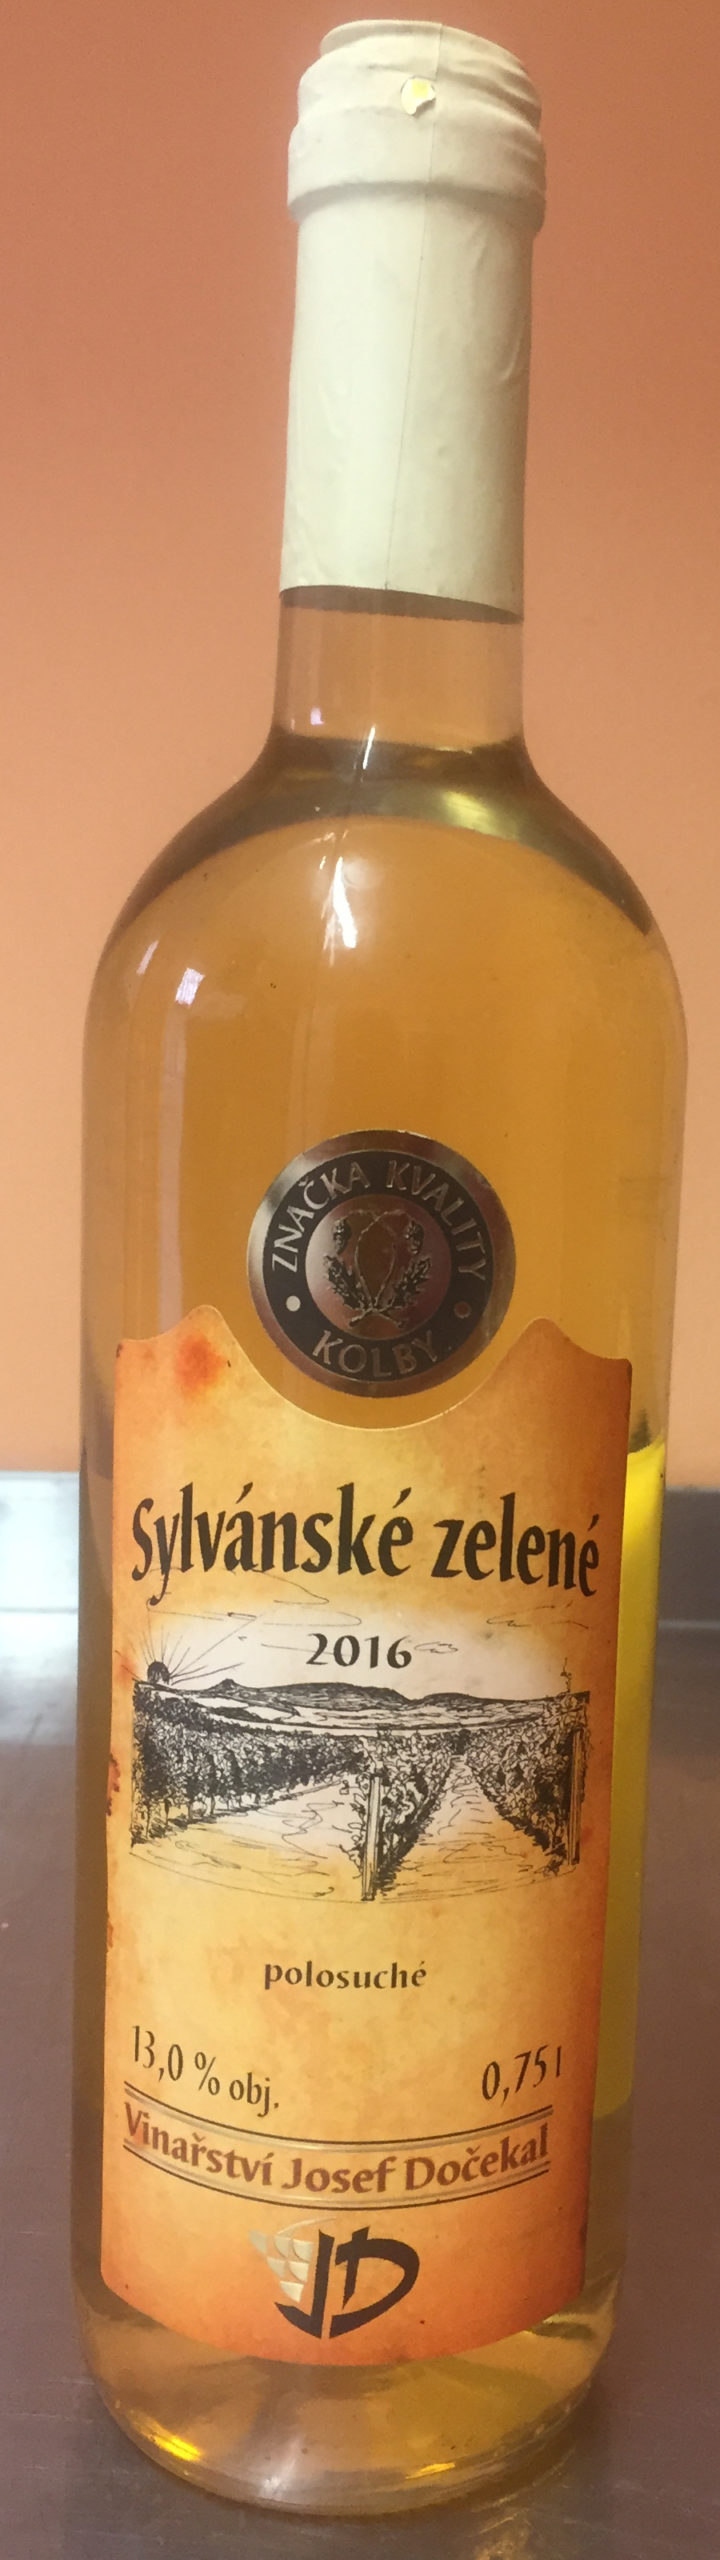 ZNAČKA KVALITY
KOLBY
Sylvánské zelené
2016
polosuché
13,0 % obj. 0,75 l
Vinařství Josef Dočekal
JD